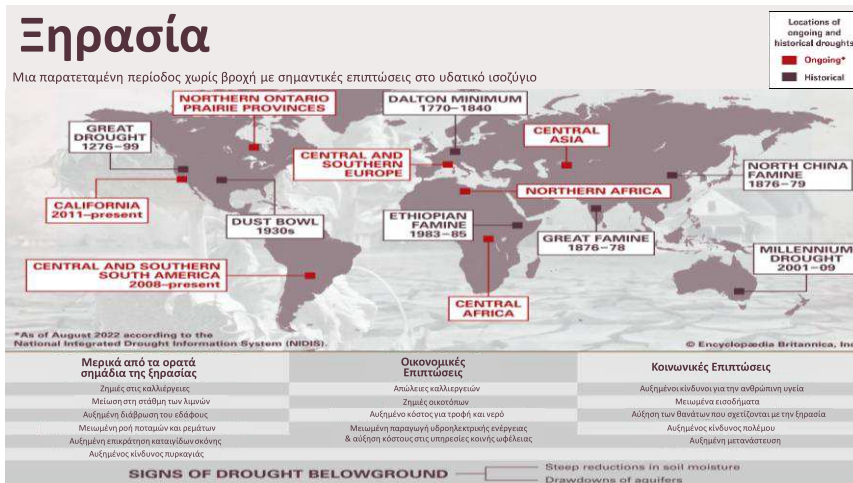 Ξηρασία
Μια παρατεταμένη περίοδος χωρίς βροχή με σημαντικές επιπτώσεις στο υδατικό ισοζύγιο
Locations of
ongoing and
historical droughts
Ongoing*
Historical
NORTHERN ONTARIO
PRAIRIE PROVINCES
DALTON MINIMUM
1770–1840
GREAT
DROUGHT
1276–99
CENTRAL
ASIA
CENTRAL AND
SOUTHERN
EUROPE
NORTH CHINA
FAMINE
1876–79
NORTHERN AFRICA
CALIFORNIA
2011–present
DUST BOWL
1930s
ETHIOPIAN
FAMINE
1983–85
GREAT FAMINE
1876–78
MILLENNIUM
DROUGHT
2001–09
CENTRAL AND SOUTHERN
SOUTH AMERICA
2008–present
CENTRAL
AFRICA
*As of August 2022 according to the
National Integrated Drought Information System (NIDIS).
© Encyclopædia Britannica, Inc
Μερικά από τα ορατά
σημάδια της ξηρασίας
Ζημιές στις καλλιέργειες
Μείωση στη στάθμη των λιμνών
Αυξημένη διάβρωση του εδάφους
Μειωμένη ροή ποταμών και ρεμάτων
Αυξημένη επικράτηση καταιγίδων σκόνης
Αυξημένος κίνδυνος πυρκαγιάς
Οικονομικές
Επιπτώσεις
Απώλειες καλλιεργειών
Ζημιές οικοτόπων
Αυξημένο κόστος για τροφή και νερό
Μειωμένη παραγωγή υδροηλεκτρικής ενέργειας
& αύξηση κόστους στις υπηρεσίες κοινής ωφέλειας
Κοινωνικές Επιπτώσεις
Αυξημένοι κίνδυνοι για την ανθρώπινη υγεία
Μειωμένα εισοδήματα
Αύξηση των θανάτων που σχετίζονται με την ξηρασία
Αυξημένος κίνδυνος πολέμου
Αυξημένη μετανάστευση
SIGNS OF DROUGHT BELOWGROUND
Steep reductions in soil moisture
Drawdowns of aquifers